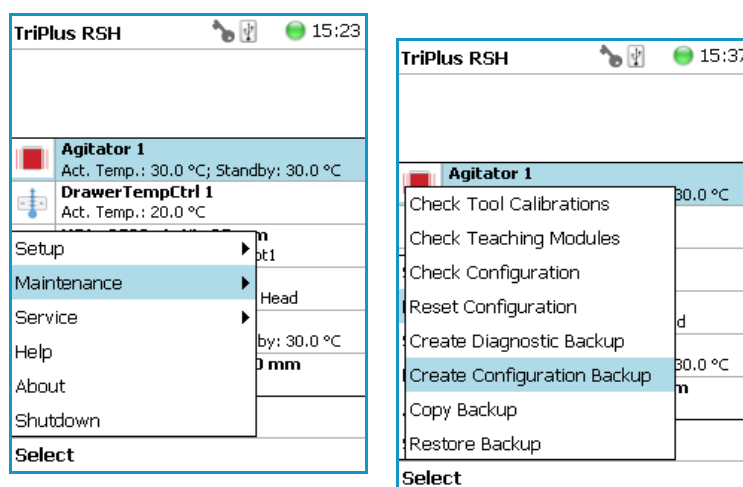 TriPlus RSH 15:23
Agitator 1
Act. Temp.: 30.0 °C; Standby: 30.0 °C
DrawerTempCtrl 1
Act. Temp.: 20.0 °C
Setup
Maintenance
Head
Service
by: 30.0 °C
Help
mm
About
Shutdown
Select
TriPlus RSH 15:37
Agitator 1
30.0 °C
Check Tool Calibrations
Check Teaching Modules
Check Configuration
Reset Configuration
d
Create Diagnostic Backup
30.0 °C
Create Configuration Backup
m
Copy Backup
Restore Backup
Select